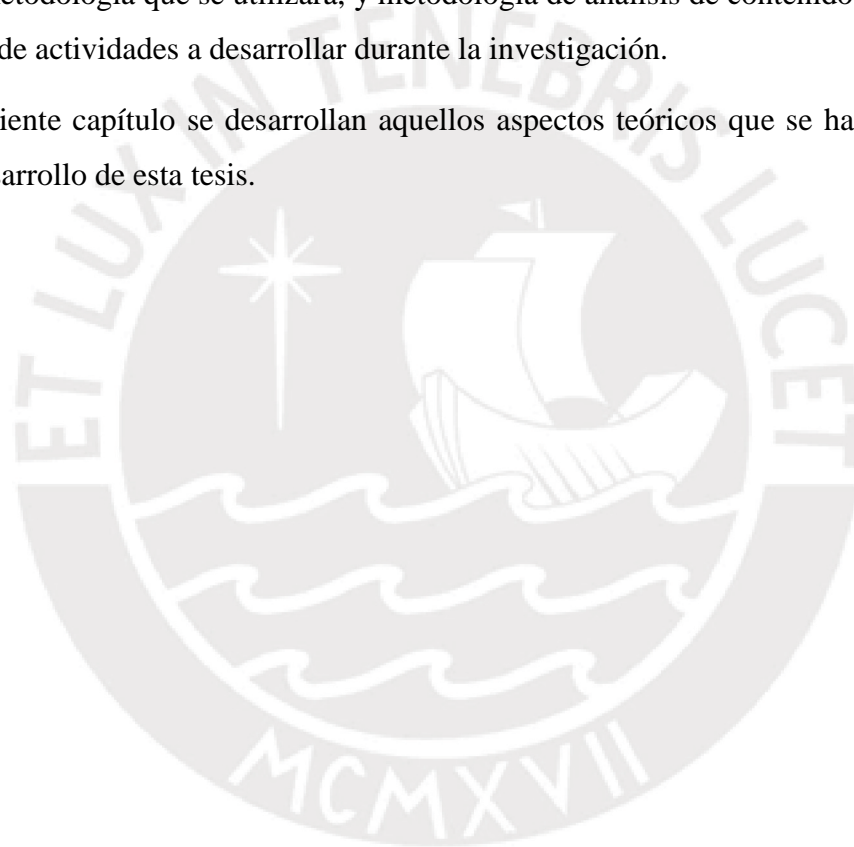 metodología que se utilizará, y metodología de análisis de contenido
de actividades a desarrollar durante la investigación.
iente capítulo se desarrollan aquellos aspectos teóricos que se ha
arrollo de esta tesis.
ET LUX IN TENEBRIS LUCET
MCMXVII